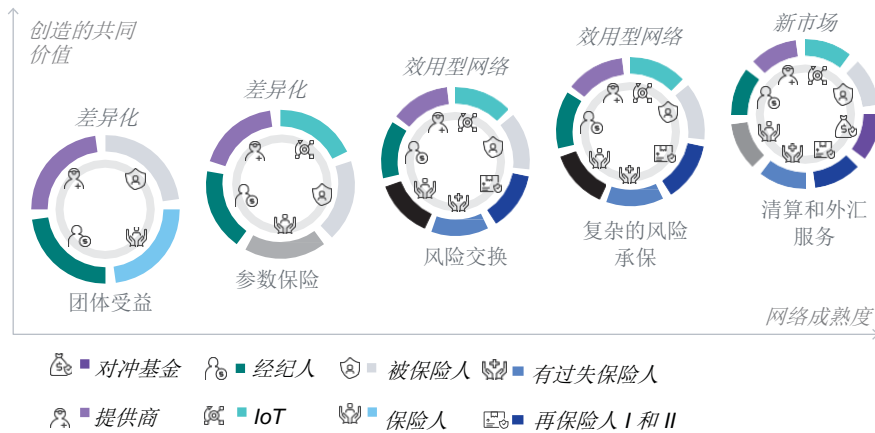 创造的共同
价值
差异化
差异化
效用型网络
效用型网络
新市场
团体受益
参数保险
风险交换
复杂的风险
承保
清算和外汇
服务
网络成熟度
对冲基金
经纪人
被保险人
有过失保险人
提供商
IoT
保险人
再保险人 I 和 II